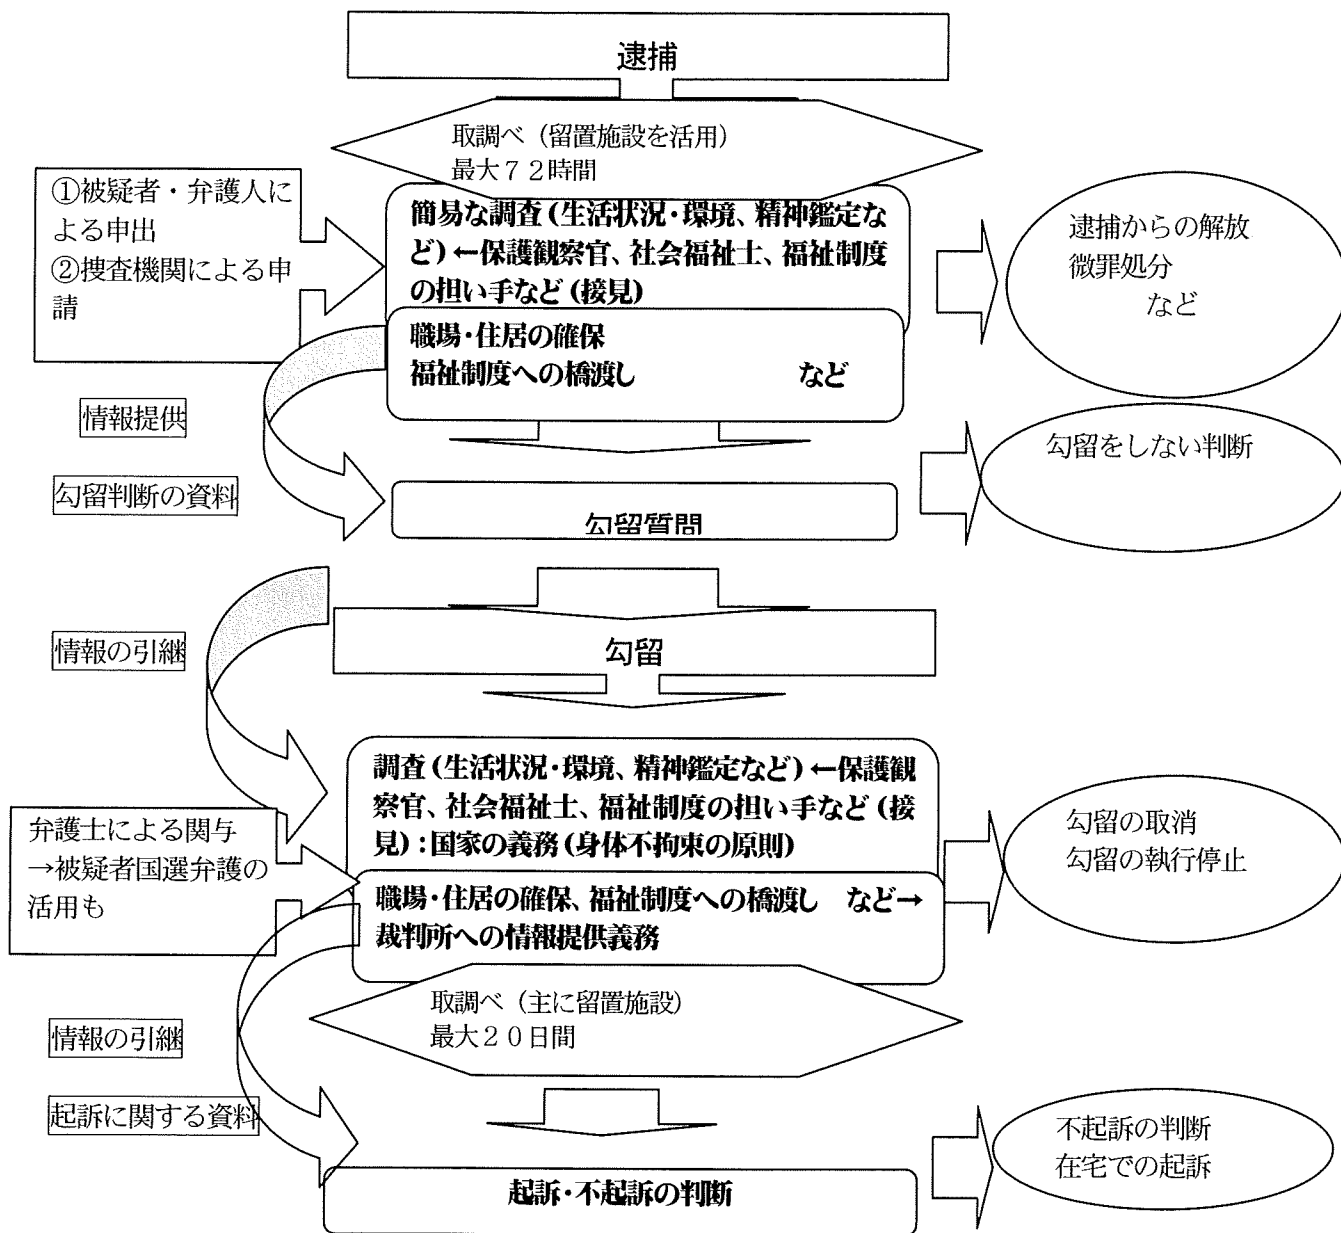 逮捕
取調べ（留置施設を活用）
最大７２時間
①被疑者・弁護人に
よる申出
②捜査機関による申
請
簡易な調査（生活状況・環境、精神鑑定な
ど）←保護観察官、社会福祉士、福祉制度
の担い手など（接見）
逮捕からの解放
微罪処分
など
職場・住居の確保
福祉制度への橋渡し　　　　　　など
情報提供
勾留判断の資料
勾留質問
勾留をしない判断
勾留
情報の引継
調査（生活状況・環境、精神鑑定など）←保護観
察官、社会福祉士、福祉制度の担い手など（接
見）：国家の義務（身体不拘束の原則）
弁護士による関与
→被疑者国選弁護の
活用も
職場・住居の確保、福祉制度への橋渡し　など→
裁判所への情報提供義務
勾留の取消
勾留の執行停止
取調べ（主に留置施設）
最大２０日間
情報の引継
起訴に関する資料
起訴・不起訴の判断
不起訴の判断
在宅での起訴